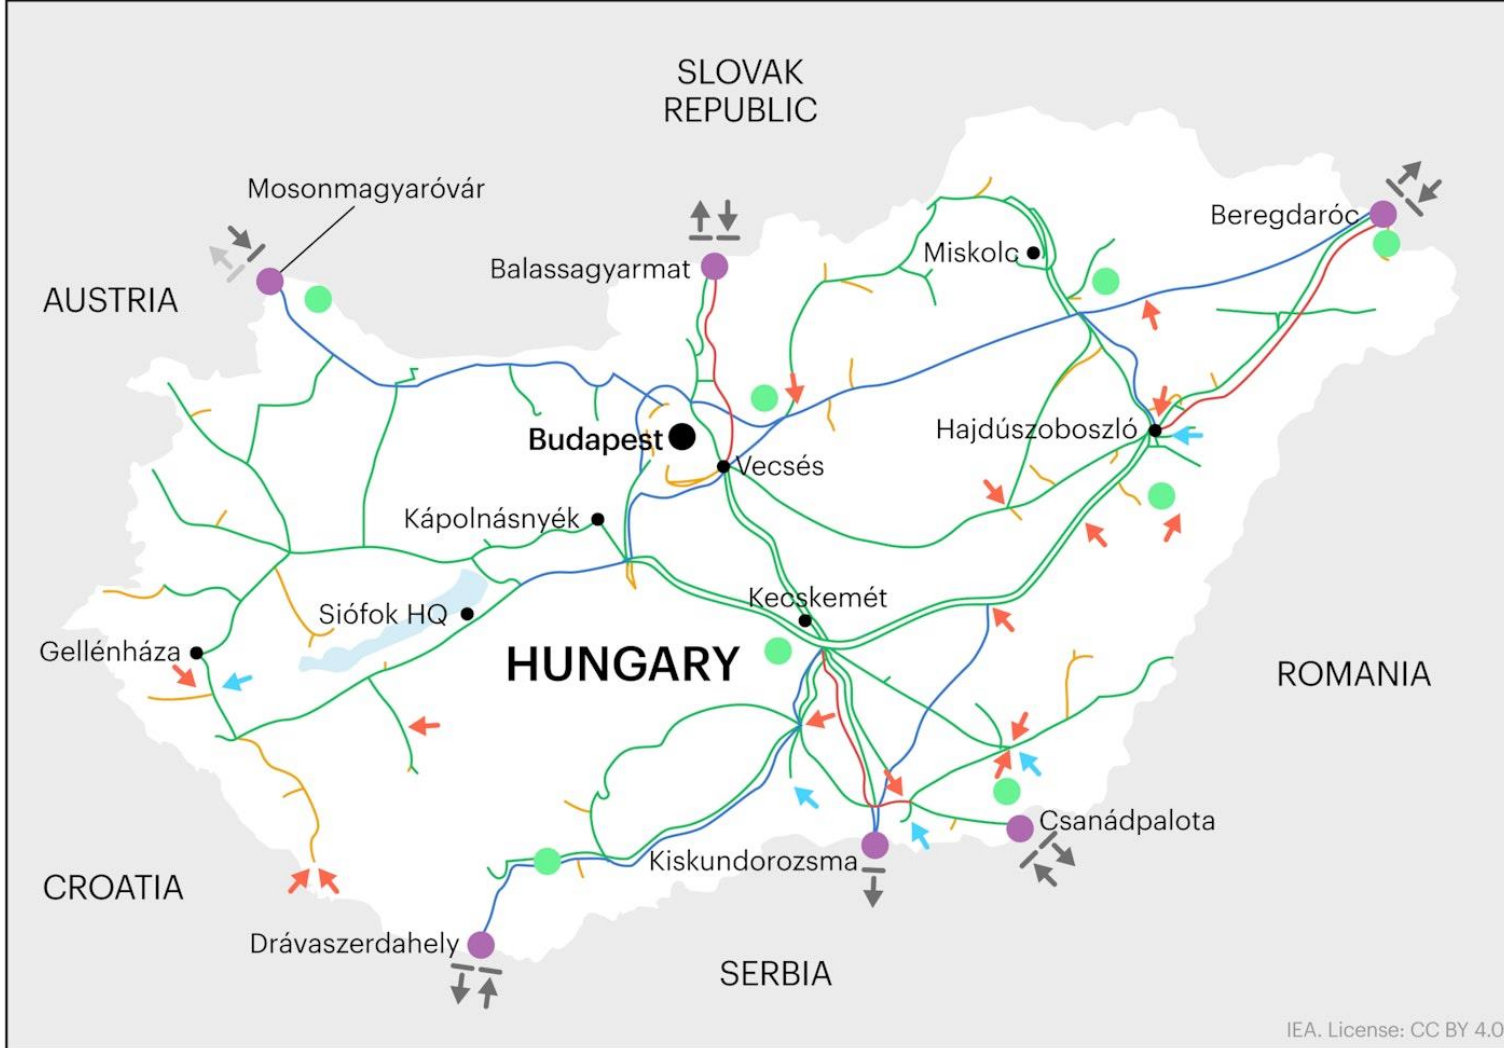 SLOVAK
REPUBLIC
Mosonmagyaróvár
Beregdaróc
Miskolc
Balassagyarmat
AUSTRIA
Hajdúszoboszló
Budapest
Vecsés
Kápolnásnyék
Kecskemét
Siófok HQ
Gellénháza
HUNGARY
ROMANIA
Csanádpalota
Kiskundorozsma
CROATIA
Drávaszerdahely
SERBIA
IEA. License: CC BY 4.0